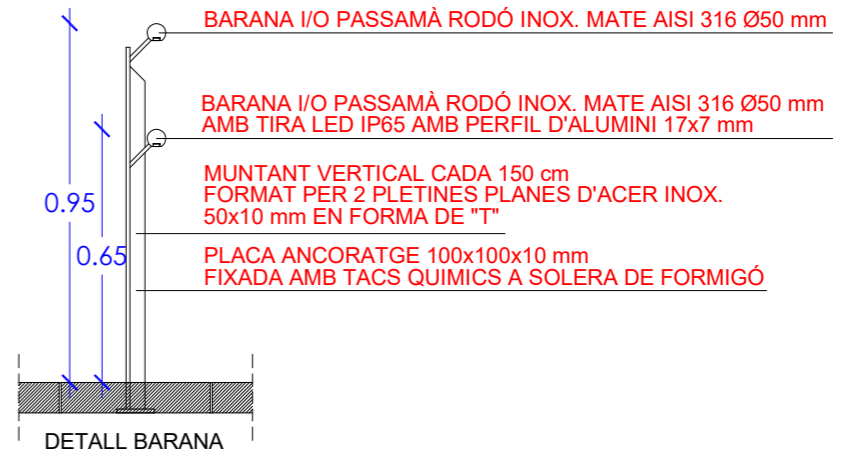 BARANA I/O PASSAMÀ RODÓ INOX. MATE AISI 316 Ø50 mm
BARANA I/O PASSAMÀ RODÓ INOX. MATE AISI 316 Ø50 mm
AMB TIRA LED IP65 AMB PERFIL D'ALUMINI 17x7 mm
MUNTANT VERTICAL CADA 150 cm
FORMAT PER 2 PLETINES PLANES D'ACER INOX.
50x10 mm EN FORMA DE "T"
0.95
0.65
PLACA ANCORATGE 100x100x10 mm
FIXADA AMB TACS QUIMICS A SOLERA DE FORMIGÓ
DETALL BARANA